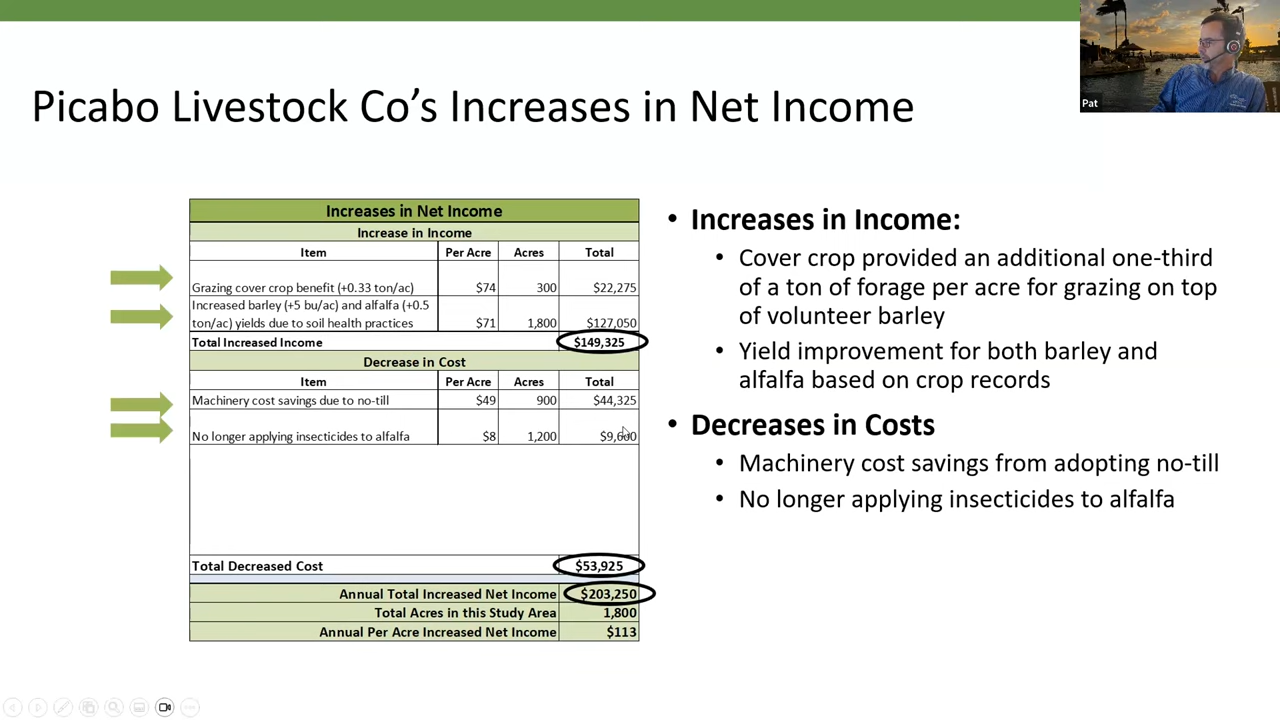 Pat
Picabo Livestock Co’s Increases in Net Income
Increases in Net Income
Increase in Income
Item Per Acre Acres Total
Grazing cover crop benefit (+0.33 ton/ac) $74 300 $22,275
Increased barley (+5 bu/ac) and alfalfa (+0.5
ton/ac) yields due to soil health practices $71 1,800 $127,050
Total Increased Income $149,325
Decrease in Cost
Item Per Acre Acres Total
Machinery cost savings due to no-till $49 900 $44,325
No longer applying insecticides to alfalfa $8 1,200 $9,600
Total Decreased Cost $53,925
Annual Total Increased Net Income $203,250
Total Acres in this Study Area 1,800
Annual Per Acre Increased Net Income $113
• Increases in Income:
• Cover crop provided an additional one-third
of a ton of forage per acre for grazing on top
of volunteer barley
• Yield improvement for both barley and
alfalfa based on crop records
• Decreases in Costs
• Machinery cost savings from adopting no-till
• No longer applying insecticides to alfalfa